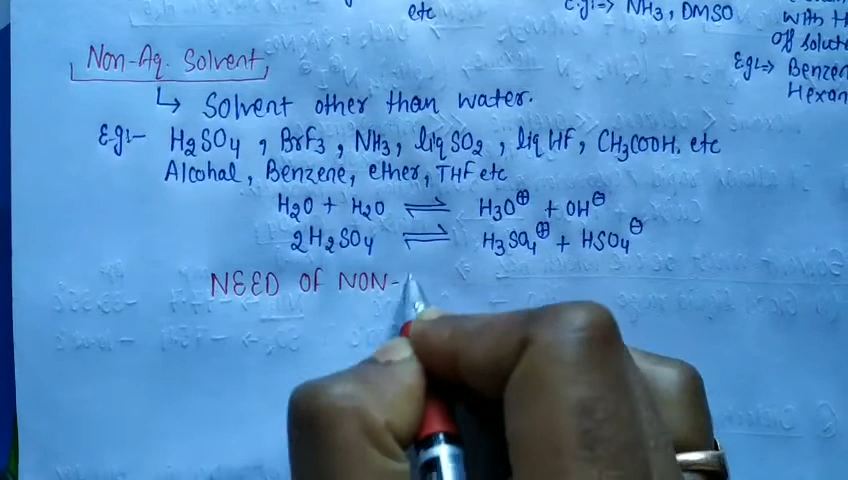 etc
E.g:⇒ NH3, DMSO
with
of solute
Eg:⇒ Benzen
Hexan
Non-Aq. Solvent
↳ Solvent other than water.
Eg:- H2SO4, BrF3, NH3, liq SO2, liq HF, CH3COOH. etc
Alcohal, Benzene, ether, THF etc
H2O + H2O ⇌ H3O⊕ + OH⊖
2H2SO4 ⇌ H3SO4⊕ + HSO4⊖
NEED OF NON-